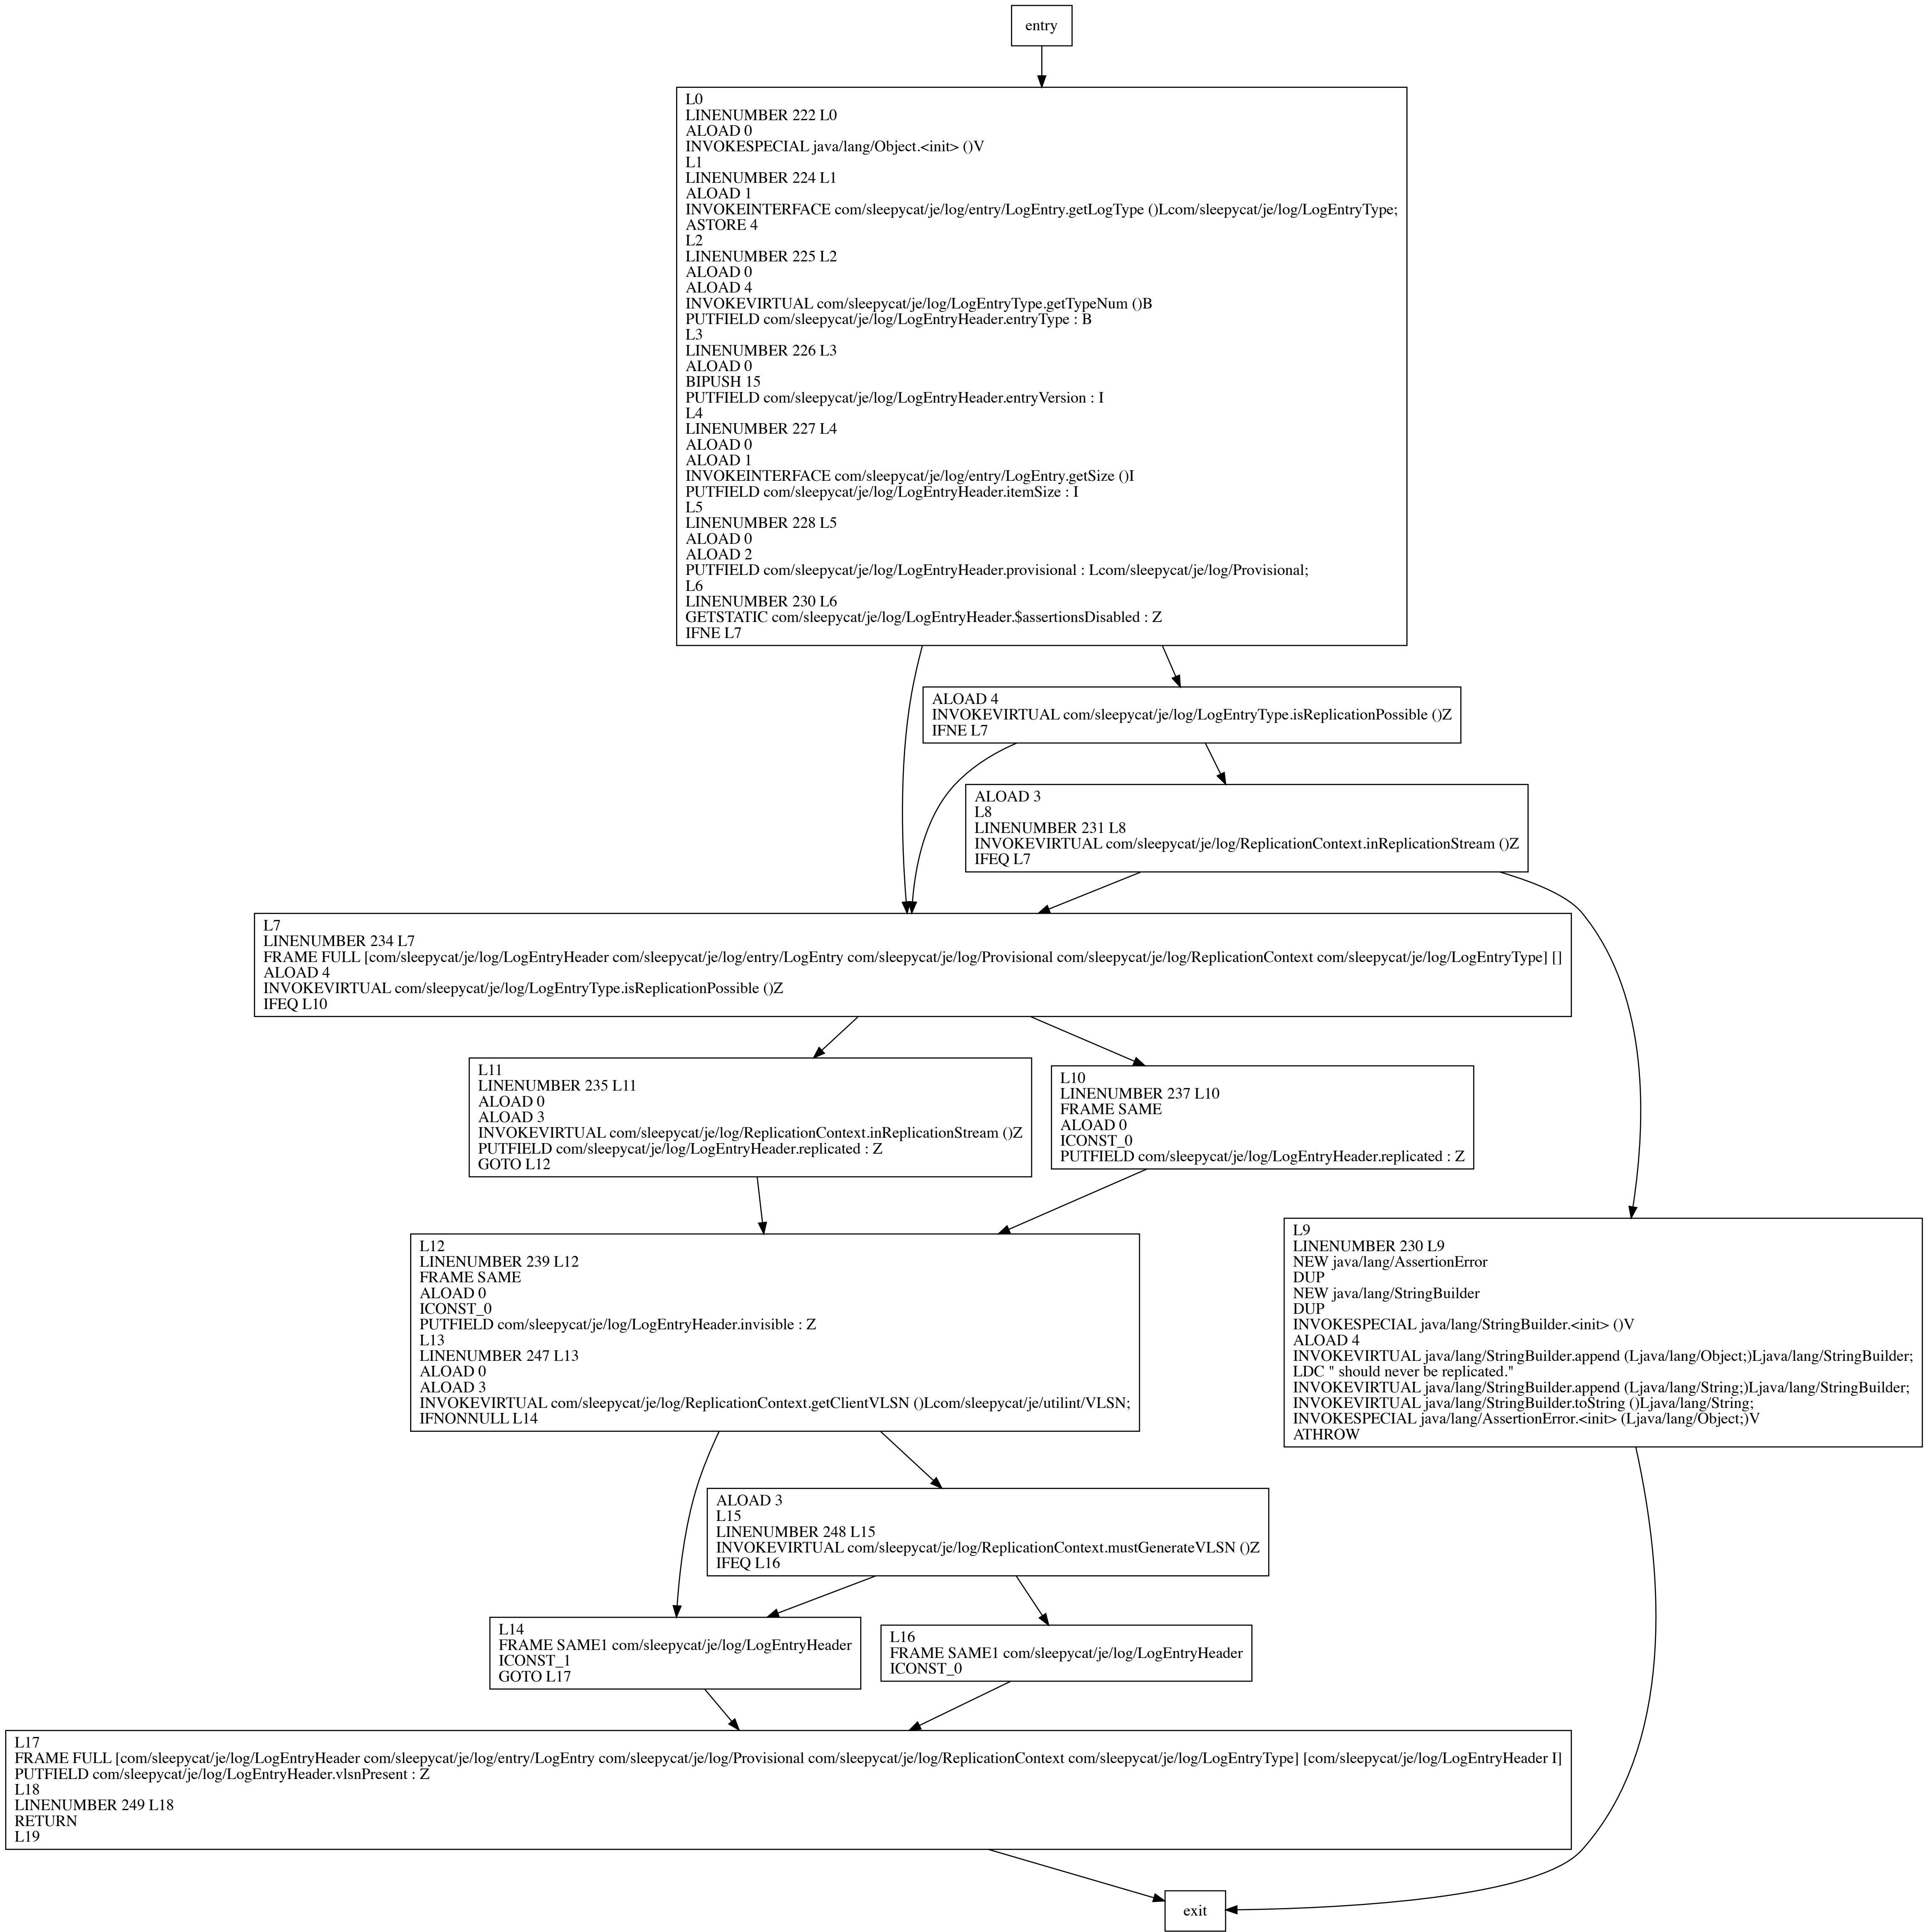 entry
L0
LINENUMBER 222 L0
ALOAD 0
INVOKESPECIAL java/lang/Object.<init> ()V
L1
LINENUMBER 224 L1
ALOAD 1
INVOKEINTERFACE com/sleepycat/je/log/entry/LogEntry.getLogType ()Lcom/sleepycat/je/log/LogEntryType;
ASTORE 4
L2
LINENUMBER 225 L2
ALOAD 0
ALOAD 4
INVOKEVIRTUAL com/sleepycat/je/log/LogEntryType.getTypeNum ()B
PUTFIELD com/sleepycat/je/log/LogEntryHeader.entryType : B
L3
LINENUMBER 226 L3
ALOAD 0
BIPUSH 15
PUTFIELD com/sleepycat/je/log/LogEntryHeader.entryVersion : I
L4
LINENUMBER 227 L4
ALOAD 0
ALOAD 1
INVOKEINTERFACE com/sleepycat/je/log/entry/LogEntry.getSize ()I
PUTFIELD com/sleepycat/je/log/LogEntryHeader.itemSize : I
L5
LINENUMBER 228 L5
ALOAD 0
ALOAD 2
PUTFIELD com/sleepycat/je/log/LogEntryHeader.provisional : Lcom/sleepycat/je/log/Provisional;
L6
LINENUMBER 230 L6
GETSTATIC com/sleepycat/je/log/LogEntryHeader.$assertionsDisabled : Z
IFNE L7
ALOAD 4
INVOKEVIRTUAL com/sleepycat/je/log/LogEntryType.isReplicationPossible ()Z
IFNE L7
ALOAD 3
L8
LINENUMBER 231 L8
INVOKEVIRTUAL com/sleepycat/je/log/ReplicationContext.inReplicationStream ()Z
IFEQ L7
L7
LINENUMBER 234 L7
FRAME FULL [com/sleepycat/je/log/LogEntryHeader com/sleepycat/je/log/entry/LogEntry com/sleepycat/je/log/Provisional com/sleepycat/je/log/ReplicationContext com/sleepycat/je/log/LogEntryType] []
ALOAD 4
INVOKEVIRTUAL com/sleepycat/je/log/LogEntryType.isReplicationPossible ()Z
IFEQ L10
L11
LINENUMBER 235 L11
ALOAD 0
ALOAD 3
INVOKEVIRTUAL com/sleepycat/je/log/ReplicationContext.inReplicationStream ()Z
PUTFIELD com/sleepycat/je/log/LogEntryHeader.replicated : Z
GOTO L12
L10
LINENUMBER 237 L10
FRAME SAME
ALOAD 0
ICONST_0
PUTFIELD com/sleepycat/je/log/LogEntryHeader.replicated : Z
L12
LINENUMBER 239 L12
FRAME SAME
ALOAD 0
ICONST_0
PUTFIELD com/sleepycat/je/log/LogEntryHeader.invisible : Z
L13
LINENUMBER 247 L13
ALOAD 0
ALOAD 3
INVOKEVIRTUAL com/sleepycat/je/log/ReplicationContext.getClientVLSN ()Lcom/sleepycat/je/utilint/VLSN;
IFNONNULL L14
L9
LINENUMBER 230 L9
NEW java/lang/AssertionError
DUP
NEW java/lang/StringBuilder
DUP
INVOKESPECIAL java/lang/StringBuilder.<init> ()V
ALOAD 4
INVOKEVIRTUAL java/lang/StringBuilder.append (Ljava/lang/Object;)Ljava/lang/StringBuilder;
LDC " should never be replicated."
INVOKEVIRTUAL java/lang/StringBuilder.append (Ljava/lang/String;)Ljava/lang/StringBuilder;
INVOKEVIRTUAL java/lang/StringBuilder.toString ()Ljava/lang/String;
INVOKESPECIAL java/lang/AssertionError.<init> (Ljava/lang/Object;)V
ATHROW
ALOAD 3
L15
LINENUMBER 248 L15
INVOKEVIRTUAL com/sleepycat/je/log/ReplicationContext.mustGenerateVLSN ()Z
IFEQ L16
L14
FRAME SAME1 com/sleepycat/je/log/LogEntryHeader
ICONST_1
GOTO L17
L16
FRAME SAME1 com/sleepycat/je/log/LogEntryHeader
ICONST_0
L17
FRAME FULL [com/sleepycat/je/log/LogEntryHeader com/sleepycat/je/log/entry/LogEntry com/sleepycat/je/log/Provisional com/sleepycat/je/log/ReplicationContext com/sleepycat/je/log/LogEntryType] [com/sleepycat/je/log/LogEntryHeader I]
PUTFIELD com/sleepycat/je/log/LogEntryHeader.vlsnPresent : Z
L18
LINENUMBER 249 L18
RETURN
L19
exit